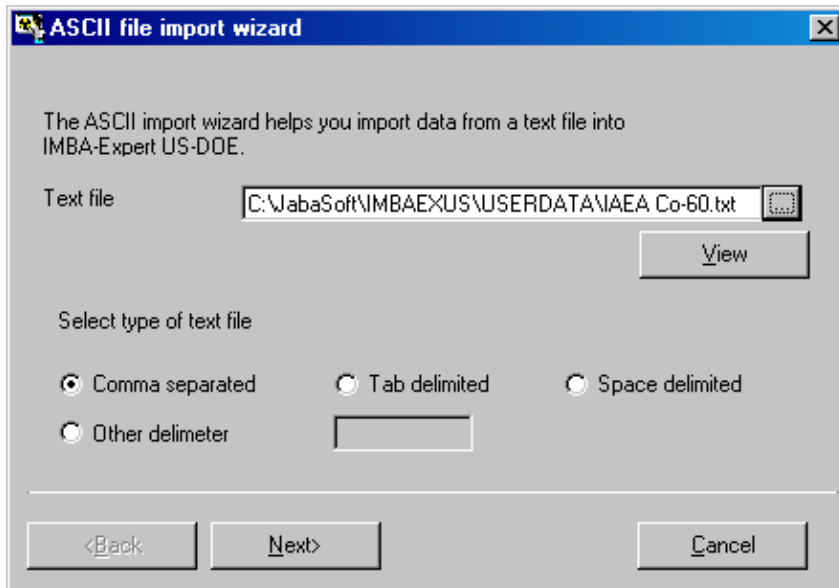 ASCII file import wizard
The ASCII import wizard helps you import data from a text file into
IMBA-Expert US-DOE.
Text file
C:\JabaSoft\IMBAEXUS\USERDATA\IAEA Co-60.txt
...
View
Select type of text file
Comma separated
Tab delimited
Space delimited
Other delimeter
<Back
Next>
Cancel